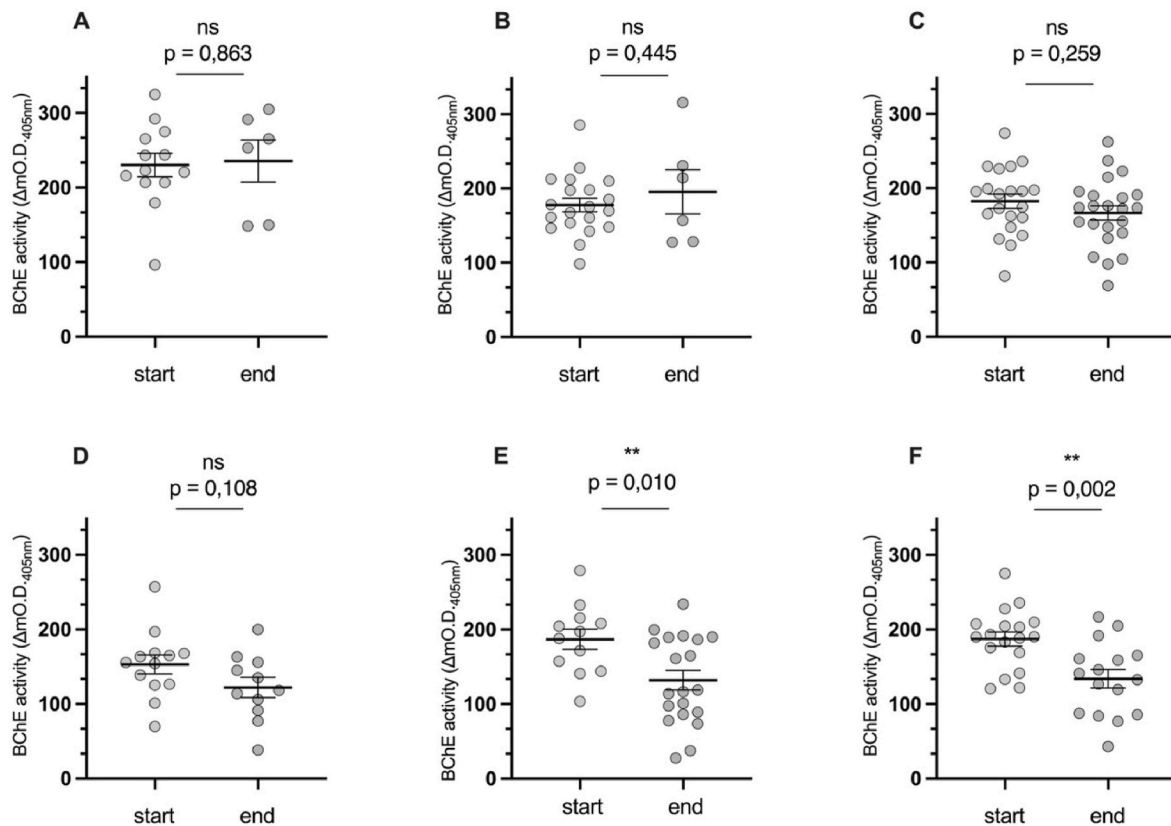 A
ns
p = 0,863
BChE activity (ΔmO.D.405nm)
300
200
100
0
start end
B
ns
p = 0,445
BChE activity (ΔmO.D.405nm)
300
200
100
0
start end
C
ns
p = 0,259
BChE activity (ΔmO.D.405nm)
300
200
100
0
start end
D
ns
p = 0,108
BChE activity (ΔmO.D.405nm)
300
200
100
0
start end
E
**
p = 0,010
BChE activity (ΔmO.D.405nm)
300
200
100
0
start end
F
**
p = 0,002
BChE activity (ΔmO.D.405nm)
300
200
100
0
start end